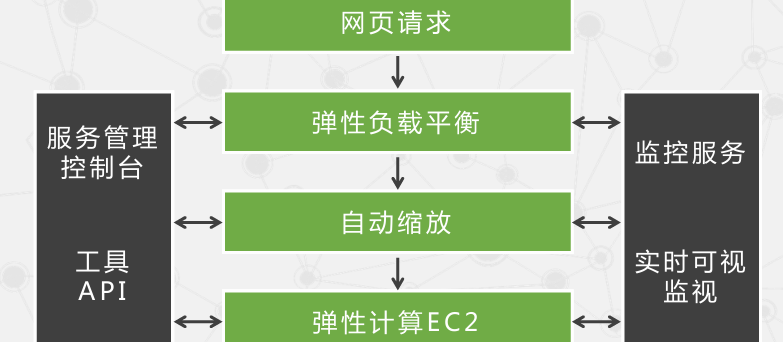 网页请求
弹性负载平衡
服务管理
控制台
监控服务
自动缩放
工具
API
实时可视
监视
弹性计算EC2